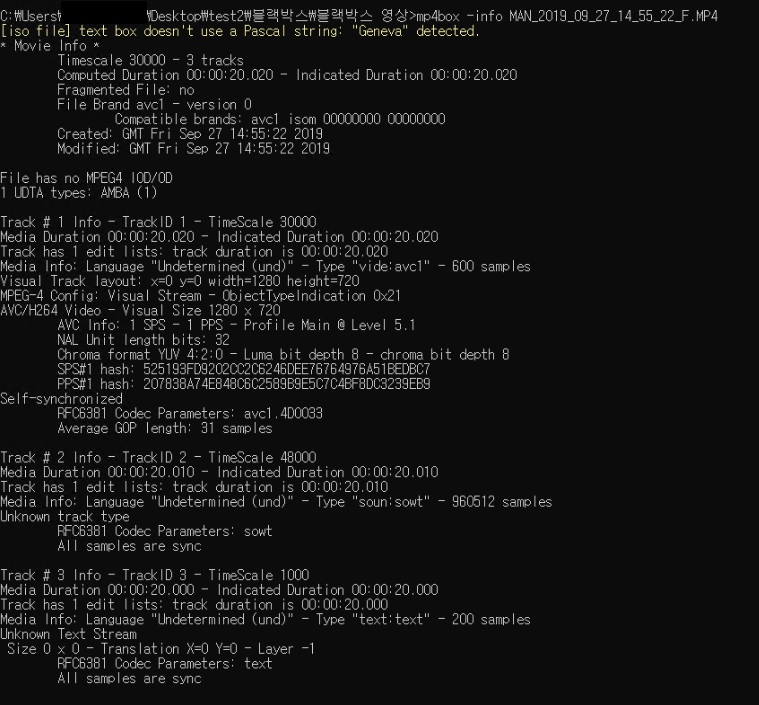 C:₩Users₩ ₩Desktop₩test2₩블랙박스₩블랙박스 영상>mp4box -info MAN_2019_09_27_14_55_22_F.MP4
[iso file] text box doesn't use a Pascal string: "Geneva" detected.
* Movie Info *
Timescale 30000 - 3 tracks
Computed Duration 00:00:20.020 - Indicated Duration 00:00:20.020
Fragmented File: no
File Brand avc1 - version 0
Compatible brands: avc1 isom 00000000 00000000
Created: GMT Fri Sep 27 14:55:22 2019
Modified: GMT Fri Sep 27 14:55:22 2019
File has no MPEG4 IOD/OD
1 UDTA types: AMBA (1)
Track # 1 Info - TrackID 1 - TimeScale 30000
Media Duration 00:00:20.020 - Indicated Duration 00:00:20.020
Track has 1 edit lists: track duration is 00:00:20.020
Media Info: Language "Undetermined (und)" - Type "vide:avc1" - 600 samples
Visual Track layout: x=0 y=0 width=1280 height=720
MPEG-4 Config: Visual Stream - ObjectTypeIndication 0x21
AVC/H264 Video - Visual Size 1280 x 720
AVC Info: 1 SPS - 1 PPS - Profile Main @ Level 5.1
NAL Unit length bits: 32
Chroma format YUV 4:2:0 - Luma bit depth 8 - chroma bit depth 8
SPS#1 hash: 525193FD9202CC2C6246DEE76764976A51BEDBC7
PPS#1 hash: 207838A74E848C6C2589B9E5C7C4BF8DC3239EB9
Self-synchronized
RFC6381 Codec Parameters: avc1.4D0033
Average GOP length: 31 samples
Track # 2 Info - TrackID 2 - TimeScale 48000
Media Duration 00:00:20.010 - Indicated Duration 00:00:20.010
Track has 1 edit lists: track duration is 00:00:20.010
Media Info: Language "Undetermined (und)" - Type "soun:sowt" - 960512 samples
Unknown track type
RFC6381 Codec Parameters: sowt
All samples are sync
Track # 3 Info - TrackID 3 - TimeScale 1000
Media Duration 00:00:20.000 - Indicated Duration 00:00:20.000
Track has 1 edit lists: track duration is 00:00:20.000
Media Info: Language "Undetermined (und)" - Type "text:text" - 200 samples
Unknown Text Stream
Size 0 x 0 - Translation X=0 Y=0 - Layer -1
RFC6381 Codec Parameters: text
All samples are sync